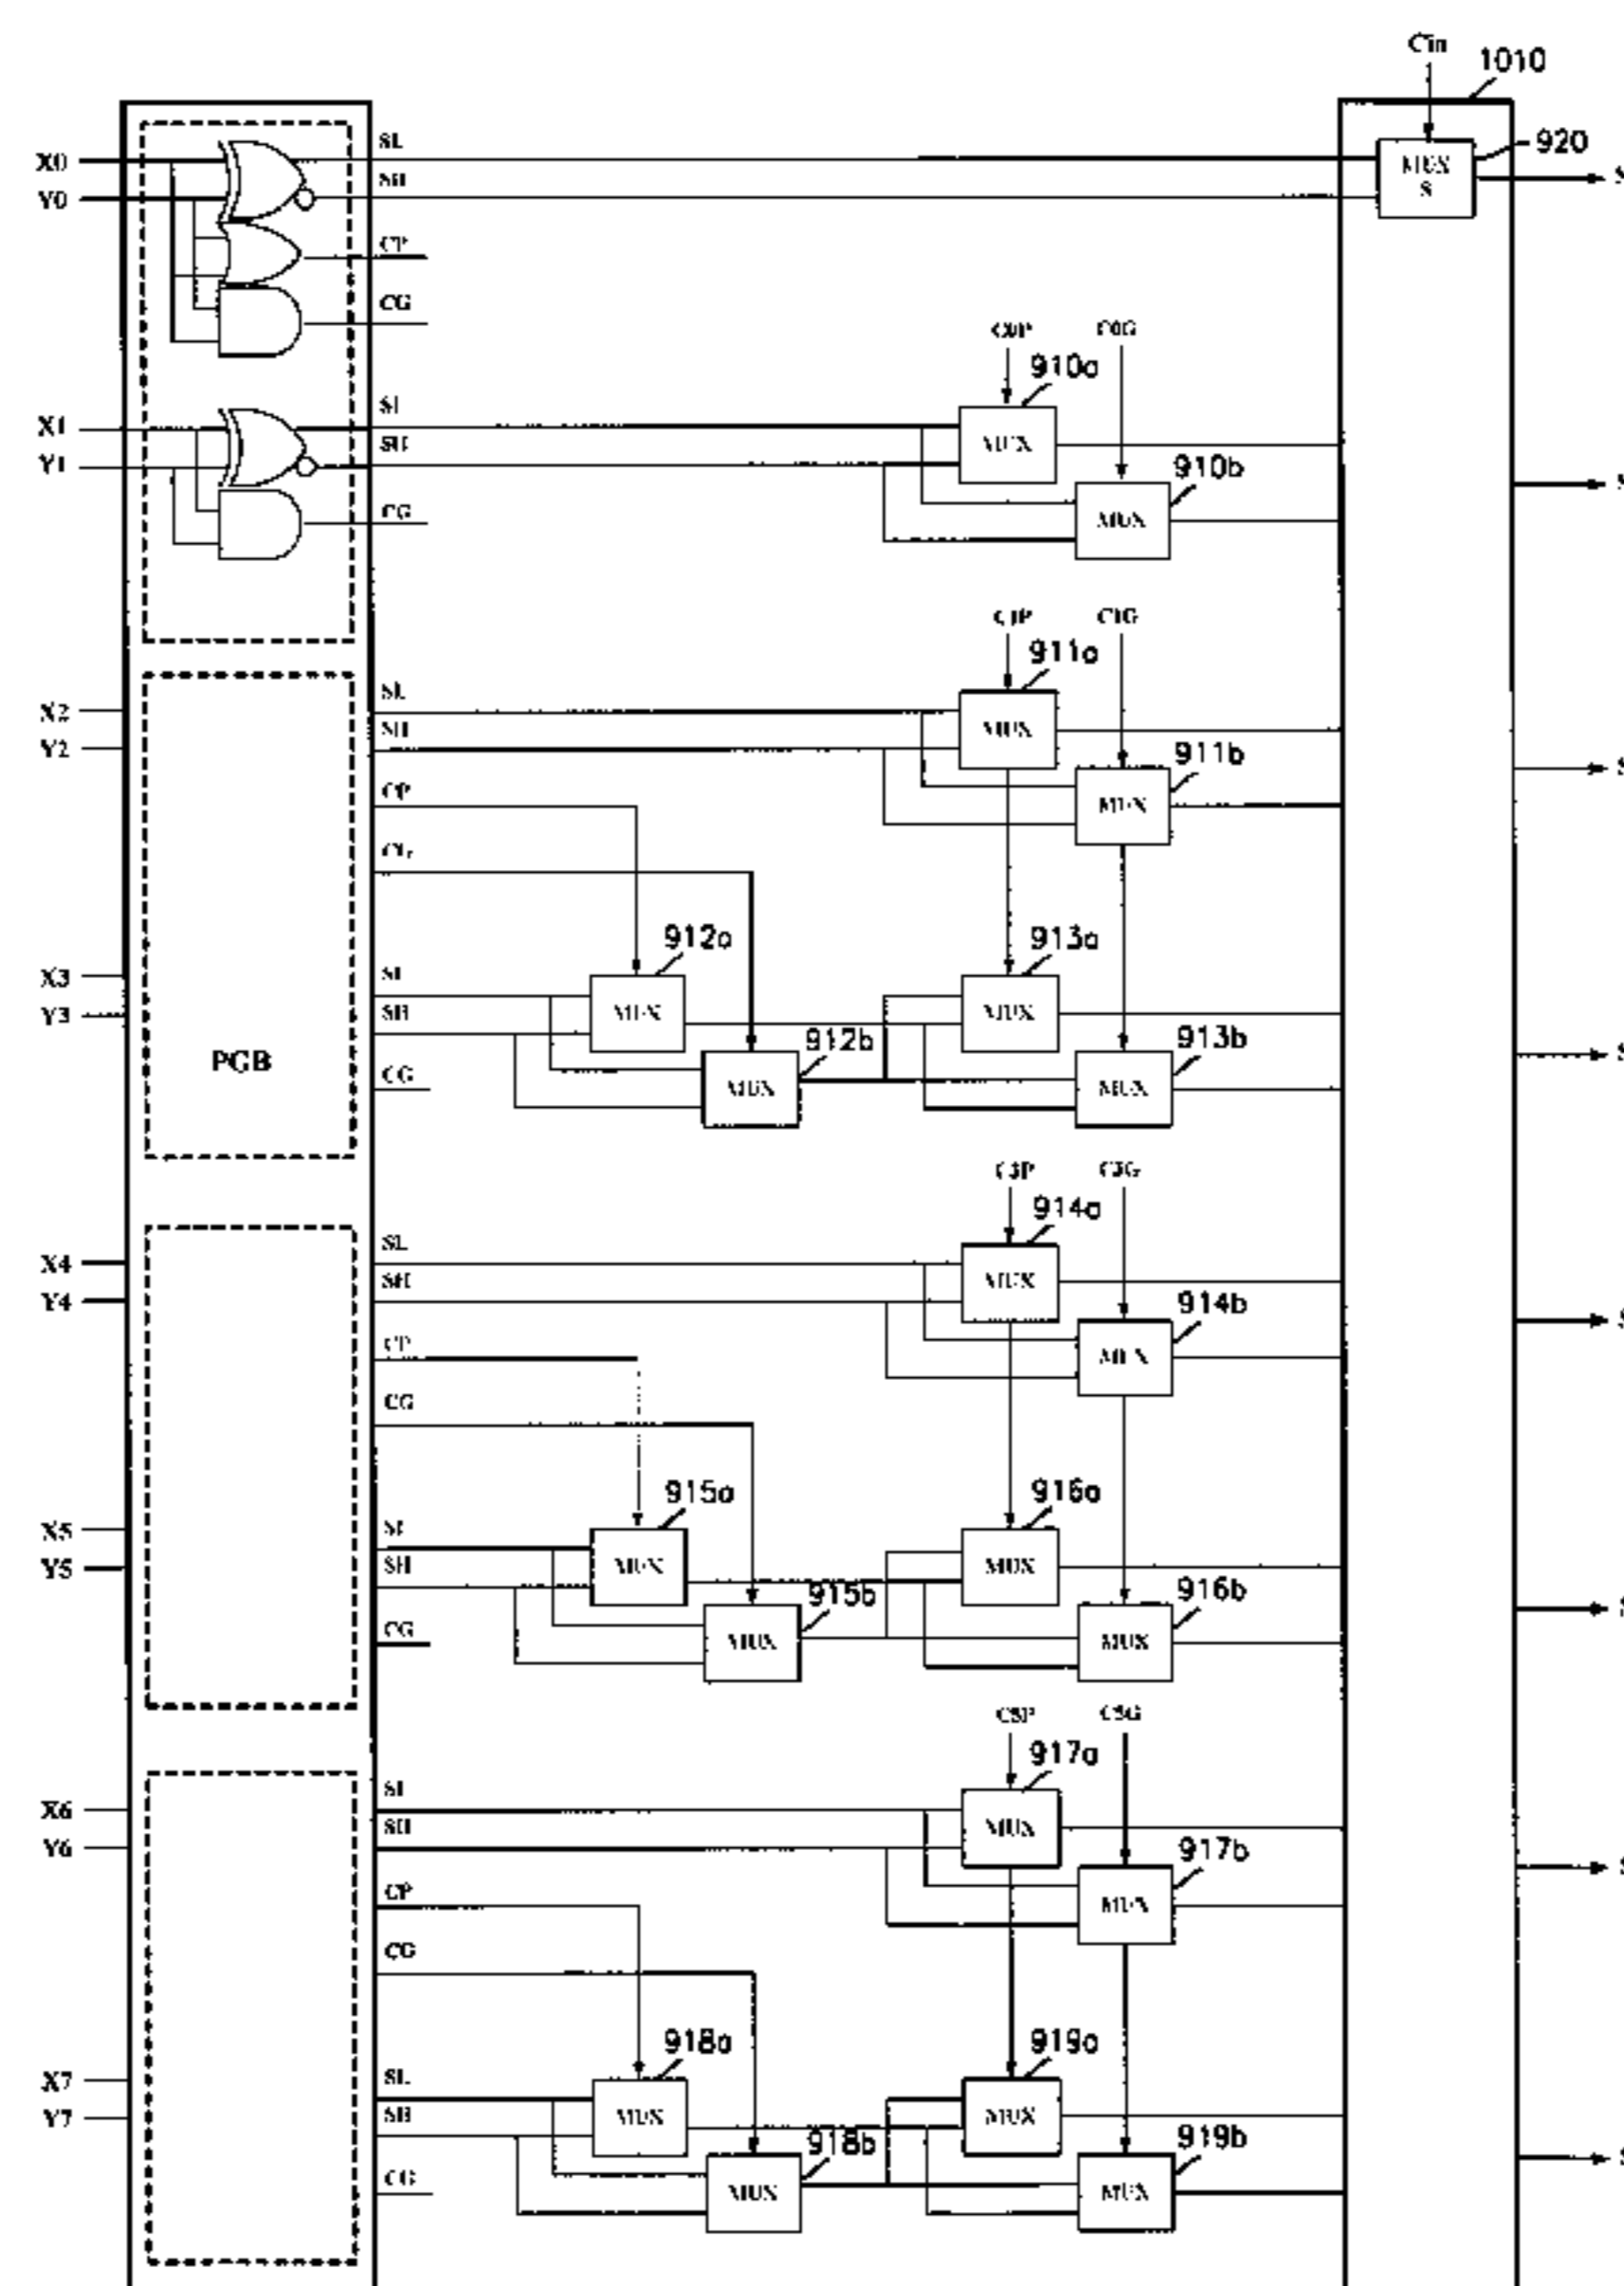 Cin
1010
X0
SL
MUX
S
920
S
Y0
SH
CP
CG
C0P
C0G
910a
X1
SL
MUX
Y1
SH
910b
S
CG
MUX
C1P
C1G
911a
X2
SL
MUX
Y2
SH
911b
S
CP
MUX
CG
912a
913a
X3
SL
MUX
MUX
Y3
SH
912b
913b
S
PGB
CG
MUX
MUX
C3P
C3G
914a
X4
SL
MUX
Y4
SH
914b
S
CP
MUX
CG
915a
916a
X5
SL
MUX
MUX
Y5
SH
915b
916b
S
CG
MUX
MUX
C5P
C5G
917a
X6
SL
MUX
Y6
SH
917b
S
CP
MUX
CG
918a
919a
X7
SL
MUX
MUX
Y7
SH
918b
919b
S
CG
MUX
MUX